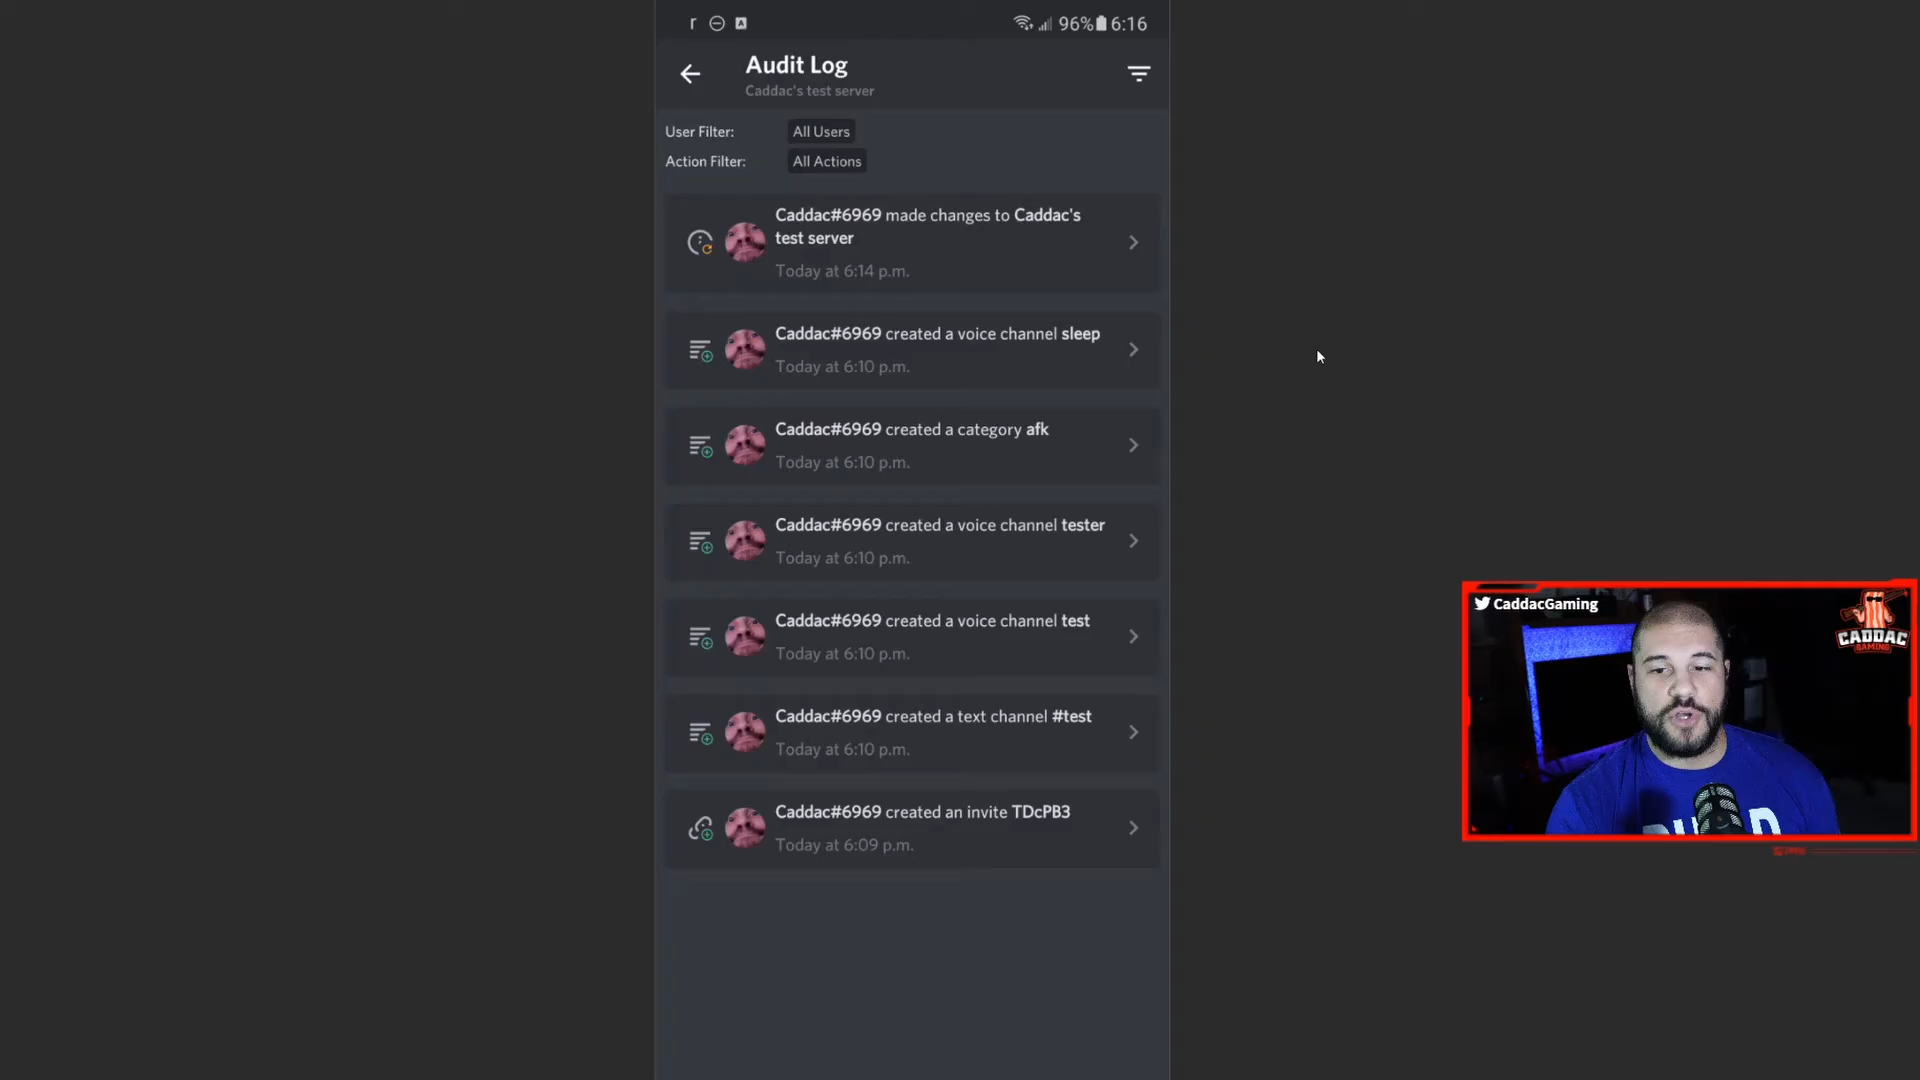 r
96% 6:16
Audit Log
Caddac's test server
User Filter: All Users
Action Filter: All Actions
Caddac#6969 made changes to Caddac's
test server
Today at 6:14 p.m.
Caddac#6969 created a voice channel sleep
Today at 6:10 p.m.
Caddac#6969 created a category afk
Today at 6:10 p.m.
Caddac#6969 created a voice channel tester
Today at 6:10 p.m.
Caddac#6969 created a voice channel test
Today at 6:10 p.m.
Caddac#6969 created a text channel #test
Today at 6:10 p.m.
Caddac#6969 created an invite TDcPB3
Today at 6:09 p.m.
CaddacGaming
CADDAC
GAMING